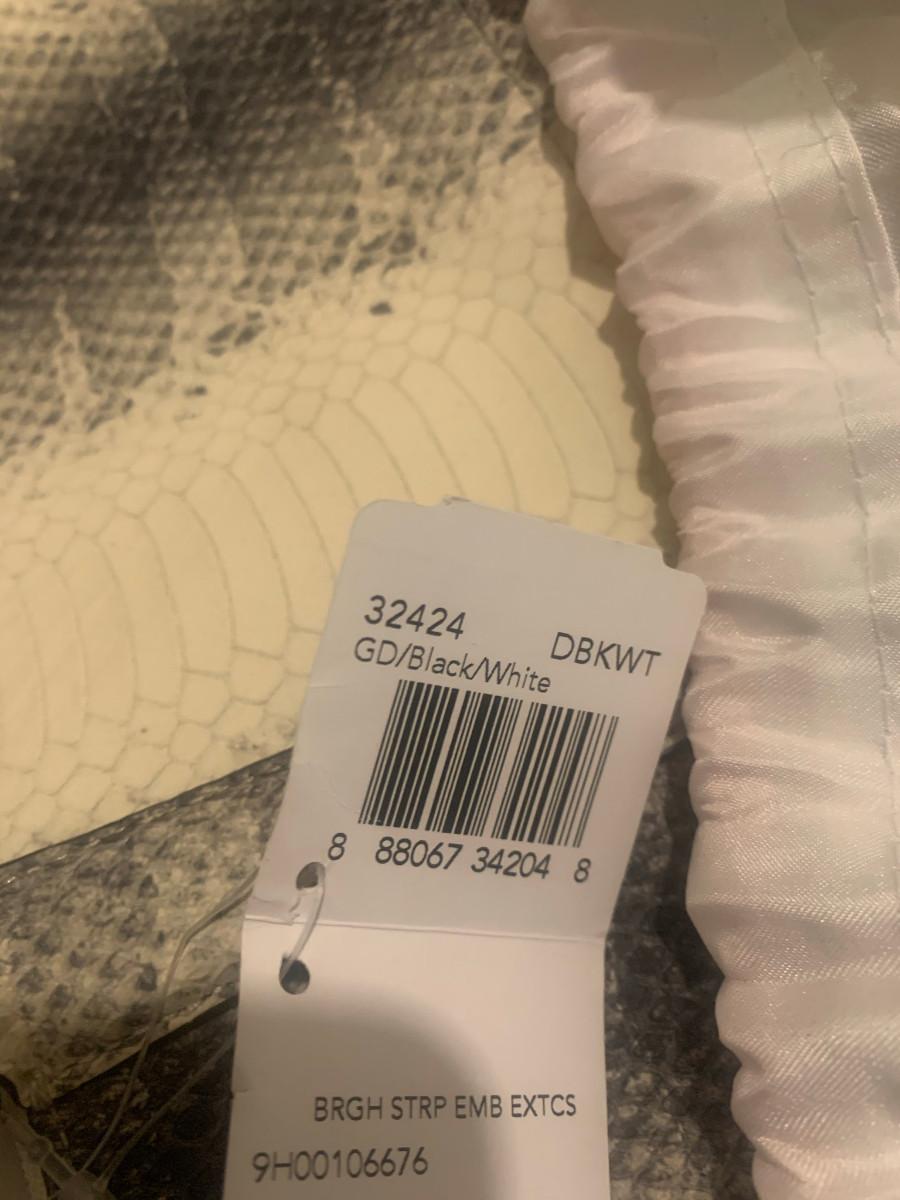 32424 DBKWT
GD/Black/White
8 88067 34204 8
BRGH STRP EMB EXTCS
9H00106676